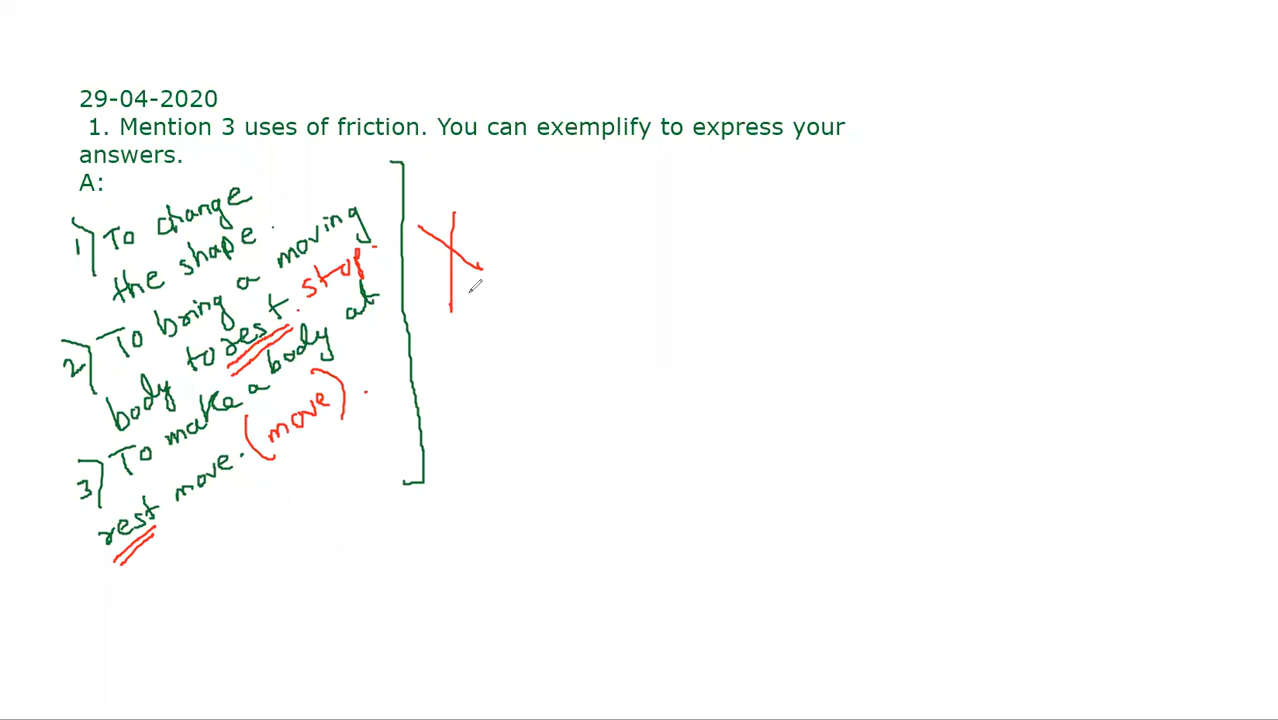 29-04-2020
1. Mention 3 uses of friction. You can exemplify to express your
answers.
A:
1) To change
the shape.
2) To bring a moving
body to rest. stop.
3) To make a body at
rest move. (move).